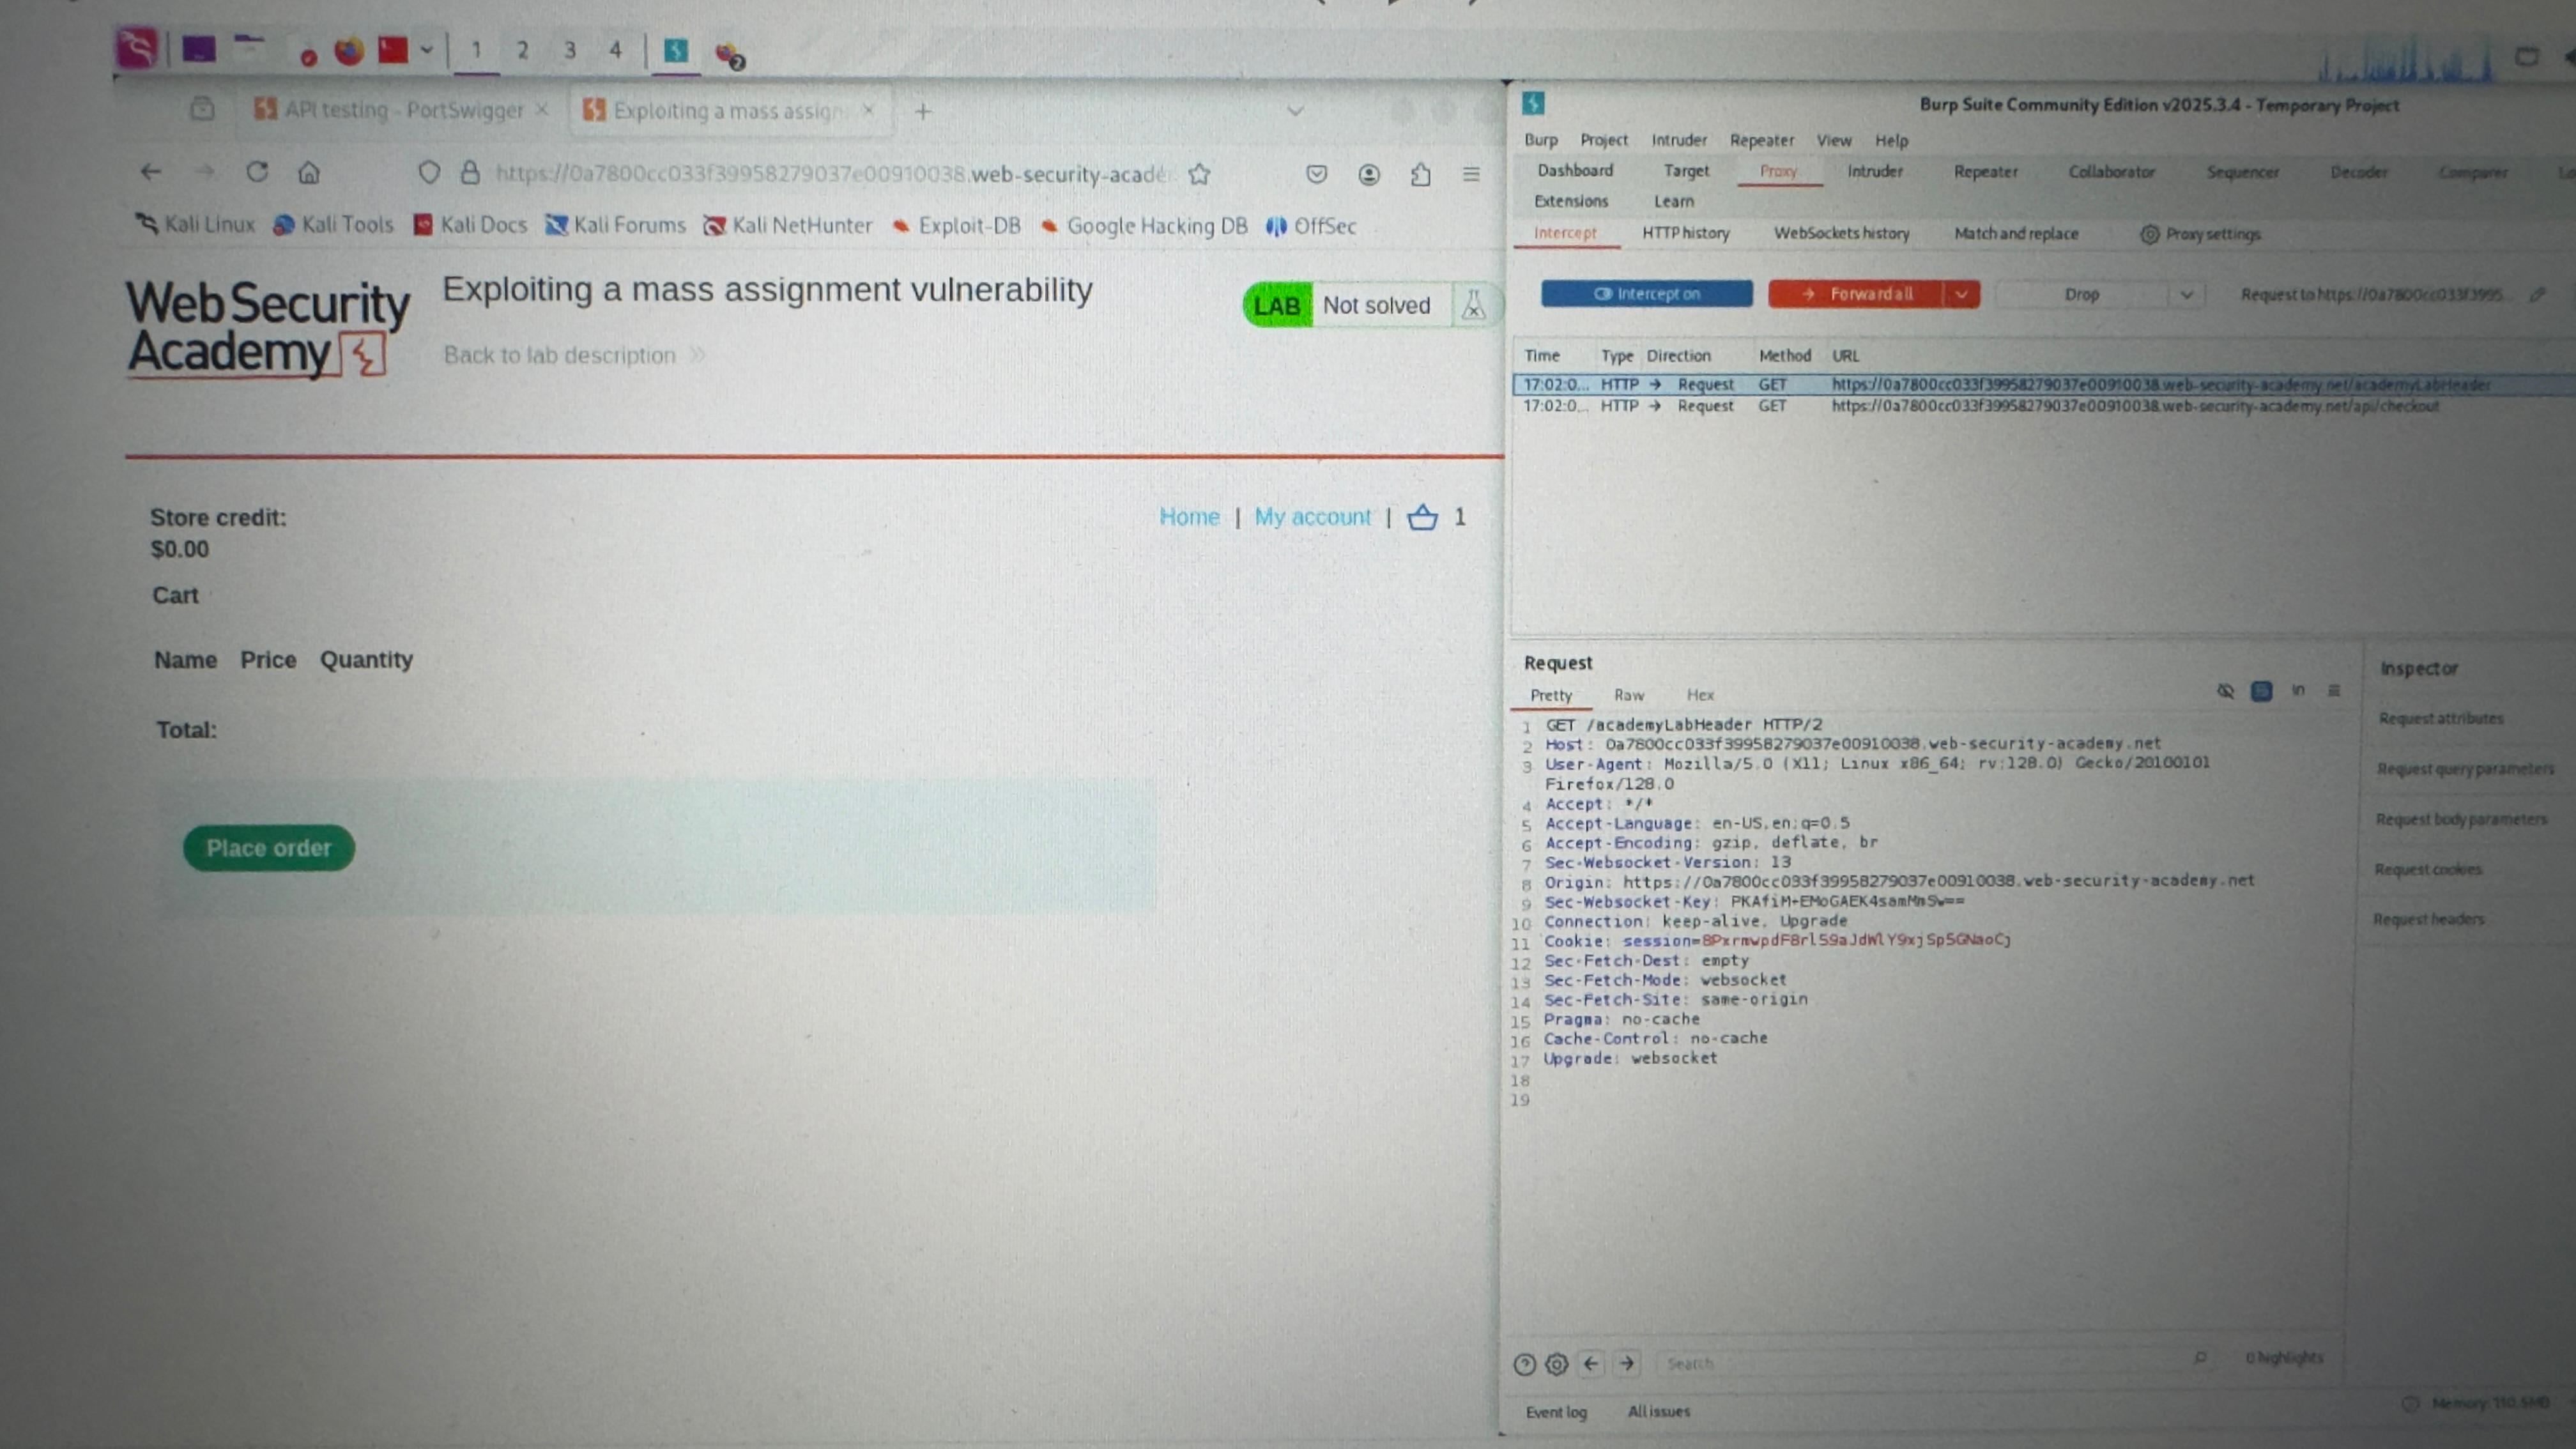 1 2 3 4
API testing - PortSwigger
Exploiting a mass assign
https://0a7800cc033f39958279037e00910038.web-security-acade
Kali Linux Kali Tools Kali Docs Kali Forums Kali NetHunter Exploit-DB Google Hacking DB OffSec
WebSecurity
Academy
Exploiting a mass assignment vulnerability
Back to lab description
LAB Not solved
Home | My account | 1
Store credit:
$0.00
Cart
Name Price Quantity
Total:
Place order
Burp Suite Community Edition v2025.3.4 - Temporary Project
Burp Project Intruder Repeater View Help
Dashboard Target Proxy Intruder Repeater Collaborator Sequencer Decoder Comparer Lo
Extensions Learn
Intercept HTTP history WebSockets history Match and replace Proxy settings
Intercept on Forward all Drop Request to https://0a7800cc033f3995...
Time Type Direction Method URL
17:02:0... HTTP → Request GET https://0a7800cc033f39958279037e00910038.web-security-academy.net/academyLabHeader
17:02:0... HTTP → Request GET https://0a7800cc033f39958279037e00910038.web-security-academy.net/api/checkout
Request
Pretty Raw Hex
1 GET /academyLabHeader HTTP/2
2 Host: 0a7800cc033f39958279037e00910038.web-security-academy.net
3 User-Agent: Mozilla/5.0 (X11; Linux x86_64; rv:128.0) Gecko/20100101
Firefox/128.0
4 Accept: */*
5 Accept-Language: en-US,en;q=0.5
6 Accept-Encoding: gzip, deflate, br
7 Sec-Websocket-Version: 13
8 Origin: https://0a7800cc033f39958279037e00910038.web-security-academy.net
9 Sec-Websocket-Key:
10 Connection: keep-alive, Upgrade
11 Cookie:
12 Sec-Fetch-Dest: empty
13 Sec-Fetch-Mode: websocket
14 Sec-Fetch-Site: same-origin
15 Pragma: no-cache
16 Cache-Control: no-cache
17 Upgrade: websocket
18
19
Inspector
Request attributes
Request query parameters
Request body parameters
Request cookies
Request headers
Search
0 highlights
Event log All issues
Memory: 110.5MB